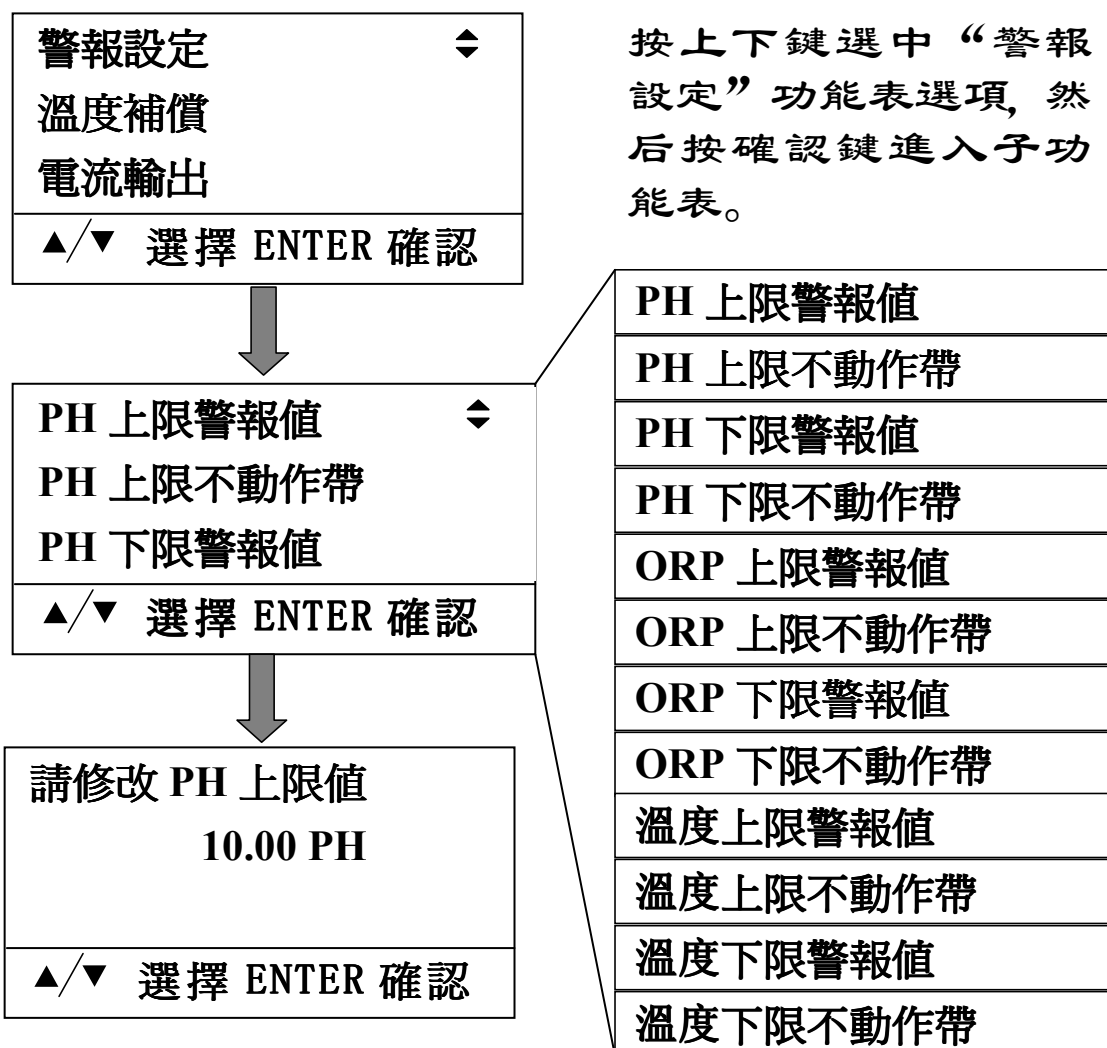 警報設定
溫度補償
電流輸出
▲/▼ 選擇 ENTER 確認
按上下鍵選中“警報
設定”功能表選項，然
后按確認鍵進入子功
能表。
PH 上限警報值
PH 上限不動作帶
PH 下限警報值
▲/▼ 選擇 ENTER 確認
請修改 PH 上限值
10.00 PH
▲/▼ 選擇 ENTER 確認
PH 上限警報值
PH 上限不動作帶
PH 下限警報值
PH 下限不動作帶
ORP 上限警報值
ORP 上限不動作帶
ORP 下限警報值
ORP 下限不動作帶
溫度上限警報值
溫度上限不動作帶
溫度下限警報值
溫度下限不動作帶